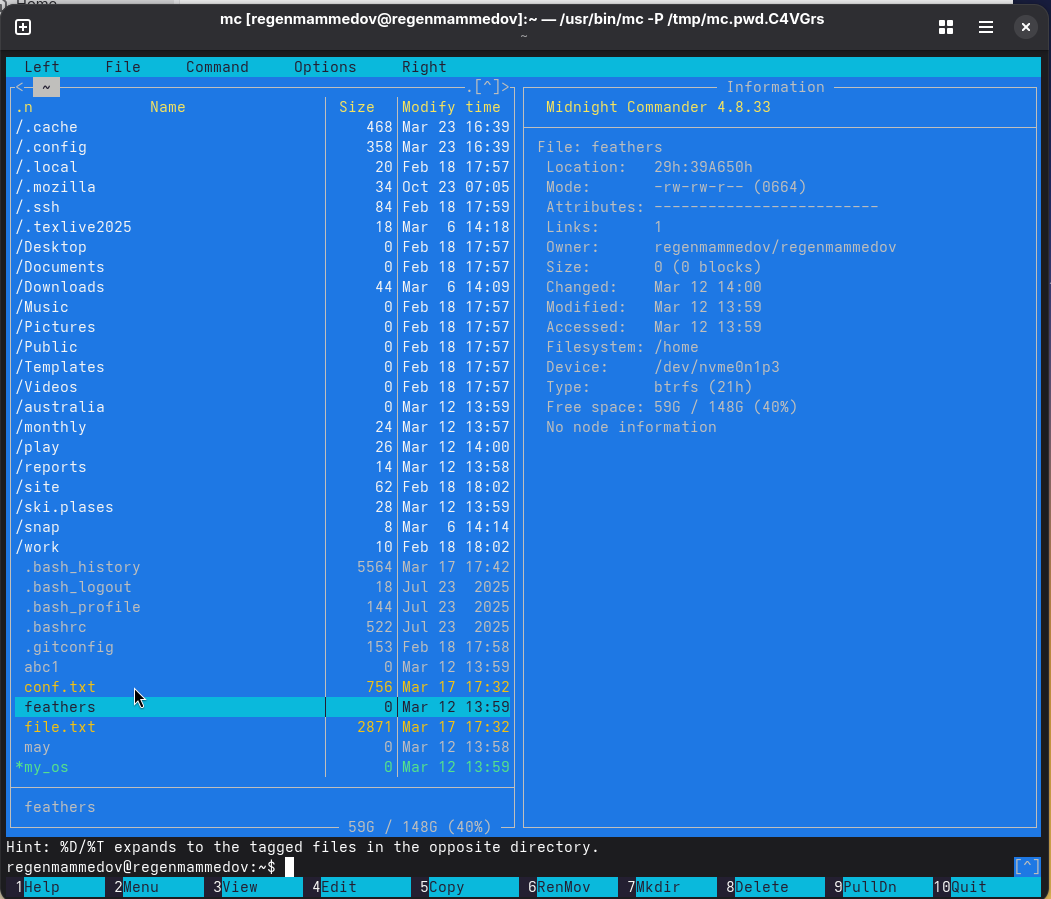 mc [regenmammedov@regenmammedov]:~ — /usr/bin/mc -P /tmp/mc.pwd.C4VGrs
~
Left File Command Options Right
<─ ~ ─.[^]>
.n Name Size Modify time
/.cache 468 Mar 23 16:39
/.config 358 Mar 23 16:39
/.local 20 Feb 18 17:57
/.mozilla 34 Oct 23 07:05
/.ssh 84 Feb 18 17:59
/.texlive2025 18 Mar 6 14:18
/Desktop 0 Feb 18 17:57
/Documents 0 Feb 18 17:57
/Downloads 44 Mar 6 14:09
/Music 0 Feb 18 17:57
/Pictures 0 Feb 18 17:57
/Public 0 Feb 18 17:57
/Templates 0 Feb 18 17:57
/Videos 0 Feb 18 17:57
/australia 0 Mar 12 13:59
/monthly 24 Mar 12 13:57
/play 26 Mar 12 14:00
/reports 14 Mar 12 13:58
/site 62 Feb 18 18:02
/ski.plases 28 Mar 12 13:59
/snap 8 Mar 6 14:14
/work 10 Feb 18 18:02
.bash_history 5564 Mar 17 17:42
.bash_logout 18 Jul 23 2025
.bash_profile 144 Jul 23 2025
.bashrc 522 Jul 23 2025
.gitconfig 153 Feb 18 17:58
abc1 0 Mar 12 13:59
conf.txt 756 Mar 17 17:32
feathers 0 Mar 12 13:59
file.txt 2871 Mar 17 17:32
may 0 Mar 12 13:58
*my_os 0 Mar 12 13:59
feathers
59G / 148G (40%)
Information
Midnight Commander 4.8.33
File: feathers
Location: 29h:39A650h
Mode: -rw-rw-r-- (0664)
Attributes: -------------------------
Links: 1
Owner: regenmammedov/regenmammedov
Size: 0 (0 blocks)
Changed: Mar 12 14:00
Modified: Mar 12 13:59
Accessed: Mar 12 13:59
Filesystem: /home
Device: /dev/nvme0n1p3
Type: btrfs (21h)
Free space: 59G / 148G (40%)
No node information
Hint: %D/%T expands to the tagged files in the opposite directory.
regenmammedov@regenmammedov:~$ [^]
1Help 2Menu 3View 4Edit 5Copy 6RenMov 7Mkdir 8Delete 9PullDn 10Quit